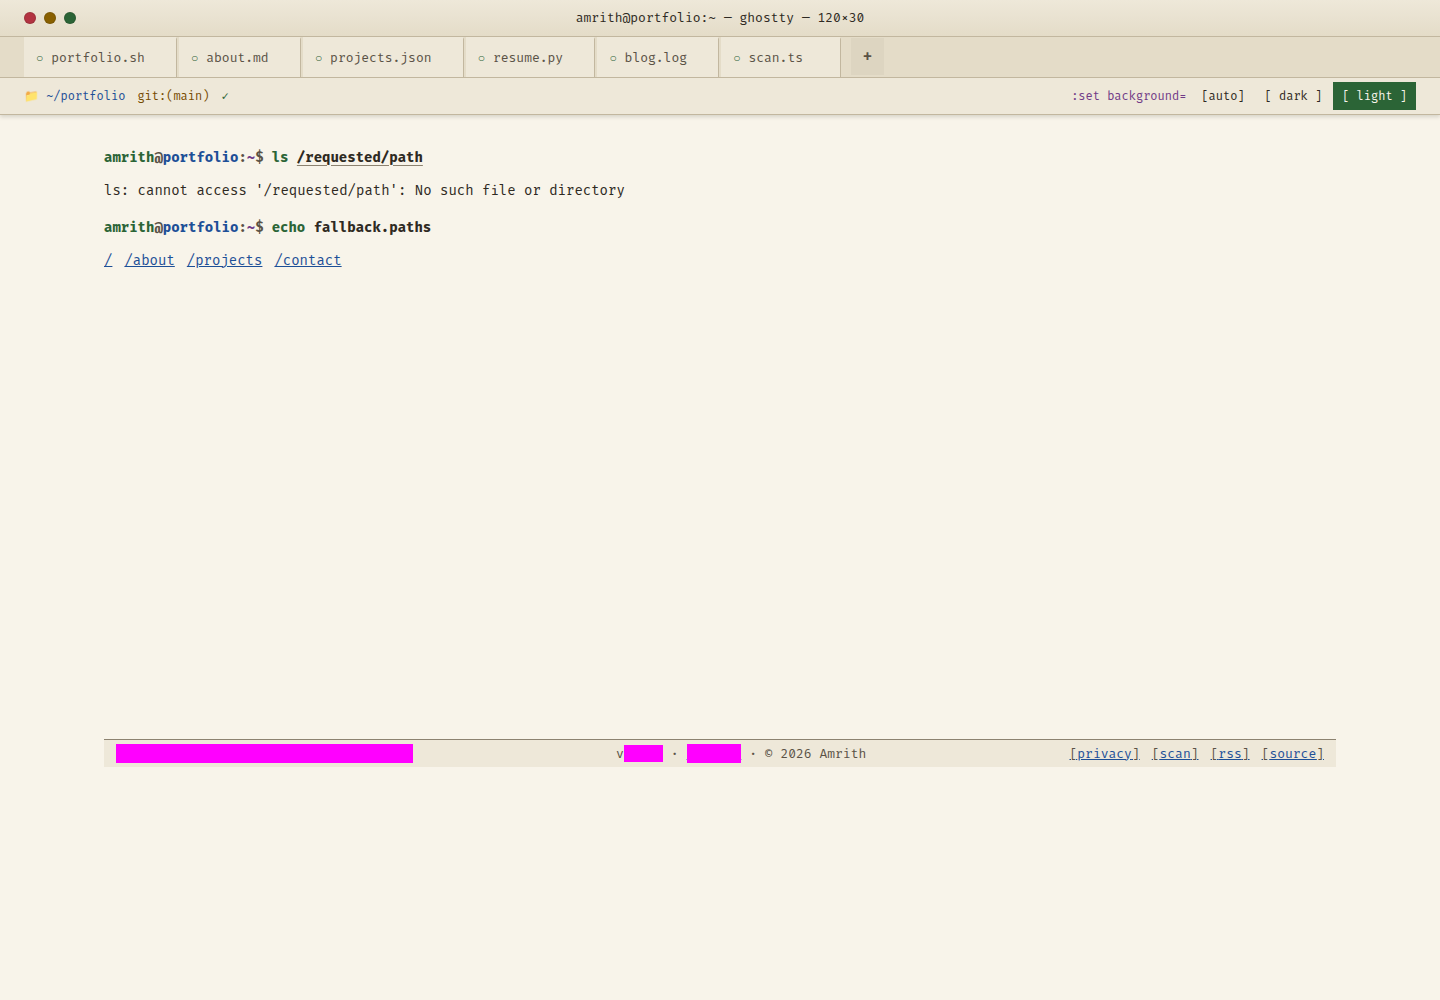 amrith@portfolio:~ — ghostty — 120×30
○ portfolio.sh ○ about.md ○ projects.json ○ resume.py ○ blog.log ○ scan.ts +
📁 ~/portfolio git:(main) ✓ :set background= [auto] [ dark ] [ light ]
amrith@portfolio:~$ ls /requested/path
ls: cannot access '/requested/path': No such file or directory
amrith@portfolio:~$ echo fallback.paths
/ /about /projects /contact
v · · © 2026 Amrith [privacy] [scan] [rss] [source]